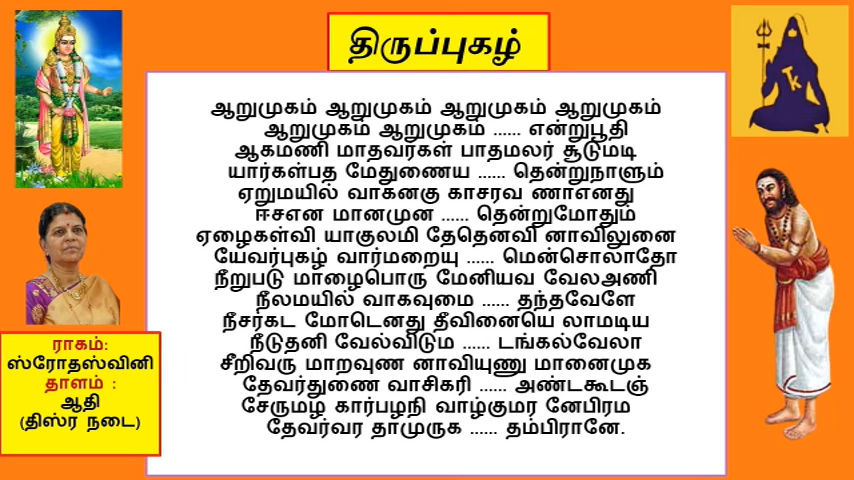 திருப்புகழ்
ஆறுமுகம் ஆறுமுகம் ஆறுமுகம் ஆறுமுகம்
ஆறுமுகம் ஆறுமுகம் ...... என்றுபூதி
ஆகமணி மாதவர்கள் பாதமலர் சூடுமடி
யார்கள்பத மேதுணைய ...... தென்றுநாளும்
ஏறுமயில் வாகனகு காசரவ ணாஎனது
ஈசஎன மானமுன ...... தென்றுமோதும்
ஏழைகள்வி யாகுலமி தேதெனவி னாவிலுனை
யேவர்புகழ் வார்மறையு ...... மென்சொலாதோ
நீறுபடு மாழைபொரு மேனியவ வேலஅணி
நீலமயில் வாகவுமை ...... தந்தவேளே
நீசர்கட மோடெனது தீவினையெ லாமடிய
நீடுதனி வேல்விடும ...... டங்கல்வேலா
சீறிவரு மாறவுண னாவியுணு மானைமுக
தேவர்துணை வாசிகரி ...... அண்டகூடஞ்
சேருமழ கார்பழநி வாழ்குமர னேபிரம
தேவர்வர தாமுருக ...... தம்பிரானே.
ராகம்:
ஸ்ரோதஸ்வினி
தாளம் :
ஆதி
(திஸ்ர நடை)